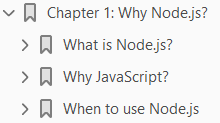 Chapter 1: Why Node.js?
What is Node.js?
Why JavaScript?
When to use Node.js